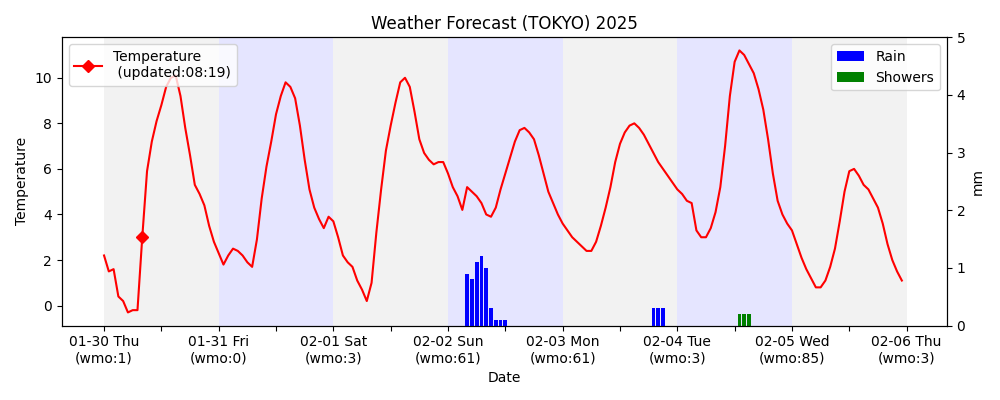 Weather Forecast (TOKYO) 2025
Temperature
(updated:08:19)
Rain
Showers
Temperature
10
8
6
4
2
0
5
4
3
2
1
0
mm
01-30 Thu
(wmo:1)
01-31 Fri
(wmo:0)
02-01 Sat
(wmo:3)
02-02 Sun
(wmo:61)
02-03 Mon
(wmo:61)
02-04 Tue
(wmo:3)
02-05 Wed
(wmo:85)
02-06 Thu
(wmo:3)
Date